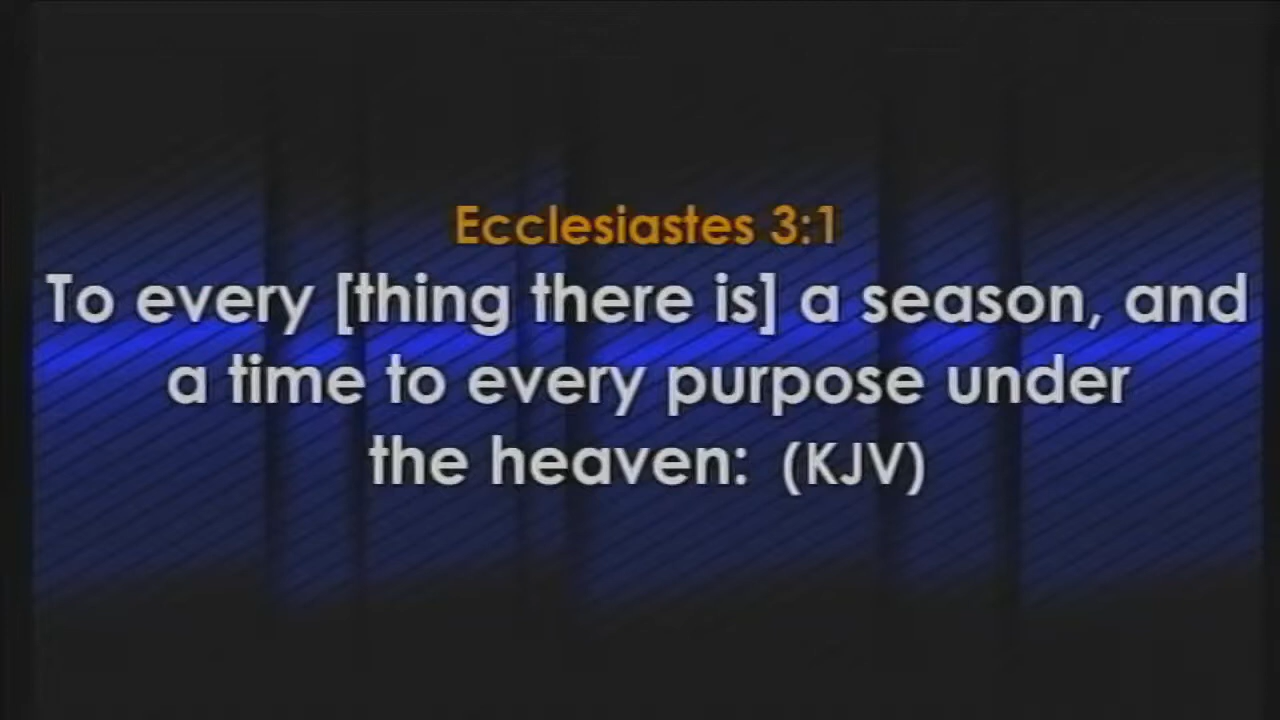 Ecclesiastes 3:1
To every [thing there is] a season, and
a time to every purpose under
the heaven: (KJV)